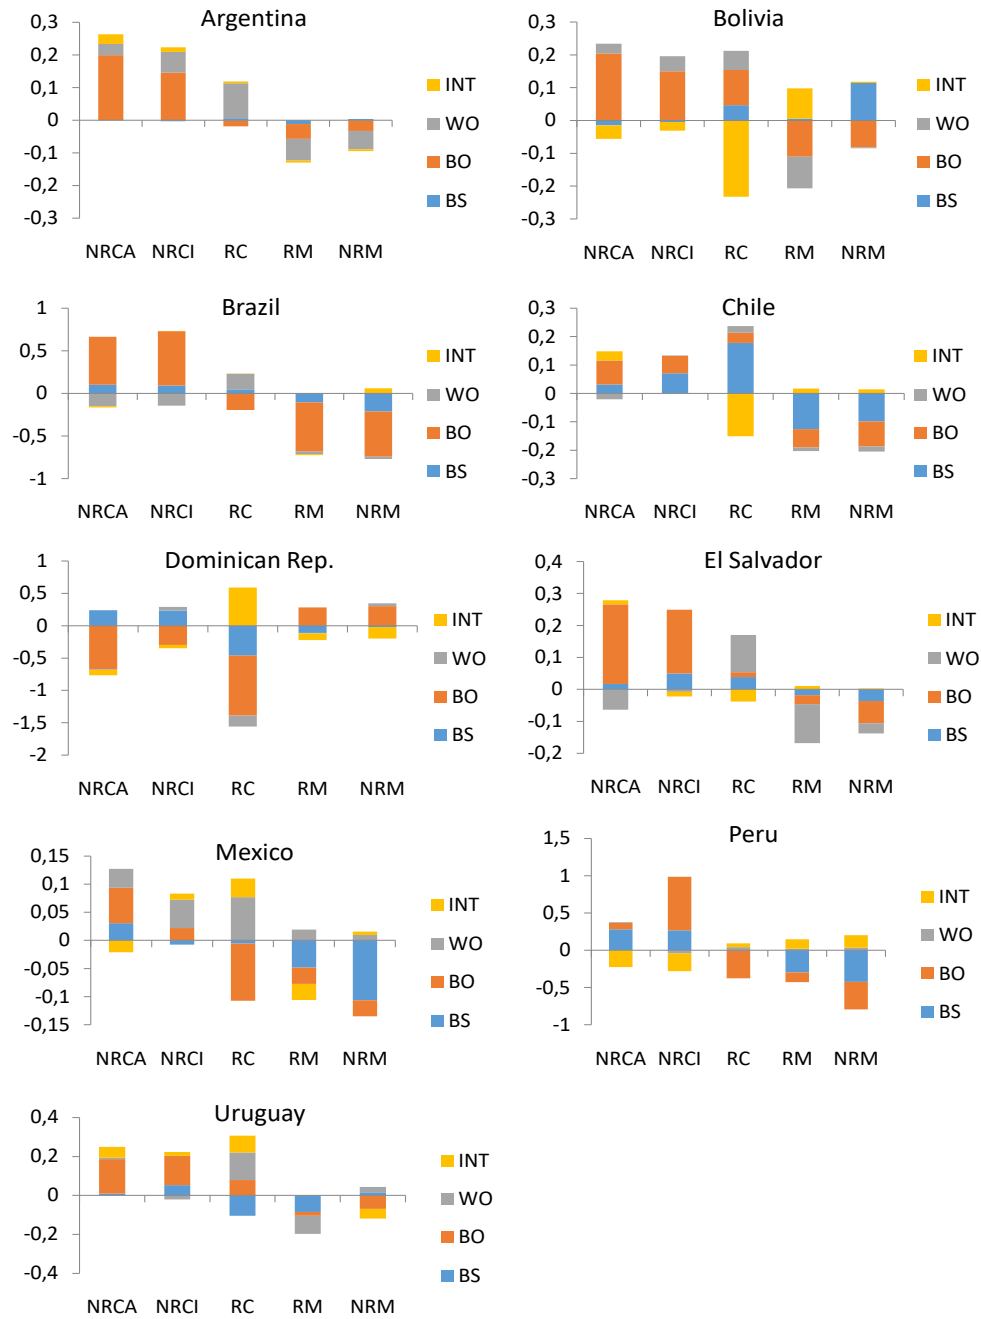 Argentina
0,3
0,2
0,1
0
-0,1
-0,2
-0,3
NRCA NRCI RC RM NRM
INT
WO
BO
BS
Bolivia
0,3
0,2
0,1
0
-0,1
-0,2
-0,3
NRCA NRCI RC RM NRM
INT
WO
BO
BS
Brazil
1
0,5
0
-0,5
-1
NRCA NRCI RC RM NRM
INT
WO
BO
BS
Chile
0,3
0,2
0,1
0
-0,1
-0,2
-0,3
NRCA NRCI RC RM NRM
INT
WO
BO
BS
Dominican Rep.
1
0,5
0
-0,5
-1
-1,5
-2
NRCA NRCI RC RM NRM
INT
WO
BO
BS
El Salvador
0,4
0,3
0,2
0,1
0
-0,1
-0,2
NRCA NRCI RC RM NRM
INT
WO
BO
BS
Mexico
0,15
0,1
0,05
0
-0,05
-0,1
-0,15
NRCA NRCI RC RM NRM
INT
WO
BO
BS
Peru
1,5
1
0,5
0
-0,5
-1
NRCA NRCI RC RM NRM
INT
WO
BO
BS
Uruguay
0,4
0,2
0
-0,2
-0,4
NRCA NRCI RC RM NRM
INT
WO
BO
BS